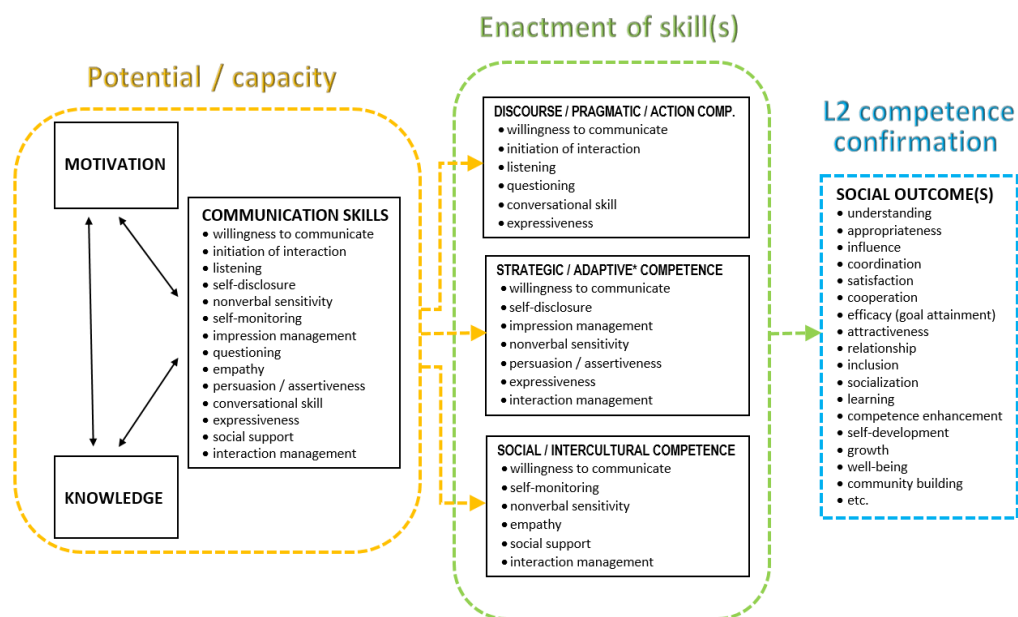 Potential / capacity
MOTIVATION
KNOWLEDGE
COMMUNICATION SKILLS
• willingness to communicate
• initiation of interaction
• listening
• self-disclosure
• nonverbal sensitivity
• self-monitoring
• impression management
• questioning
• empathy
• persuasion / assertiveness
• conversational skill
• expressiveness
• social support
• interaction management
Enactment of skill(s)
DISCOURSE / PRAGMATIC / ACTION COMP.
• willingness to communicate
• initiation of interaction
• listening
• questioning
• conversational skill
• expressiveness
STRATEGIC / ADAPTIVE* COMPETENCE
• willingness to communicate
• self-disclosure
• impression management
• nonverbal sensitivity
• persuasion / assertiveness
• expressiveness
• interaction management
SOCIAL / INTERCULTURAL COMPETENCE
• willingness to communicate
• self-monitoring
• nonverbal sensitivity
• empathy
• social support
• interaction management
L2 competence
confirmation
SOCIAL OUTCOME(S)
• understanding
• appropriateness
• influence
• coordination
• satisfaction
• cooperation
• efficacy (goal attainment)
• attractiveness
• relationship
• inclusion
• socialization
• learning
• competence enhancement
• self-development
• growth
• well-being
• community building
• etc.